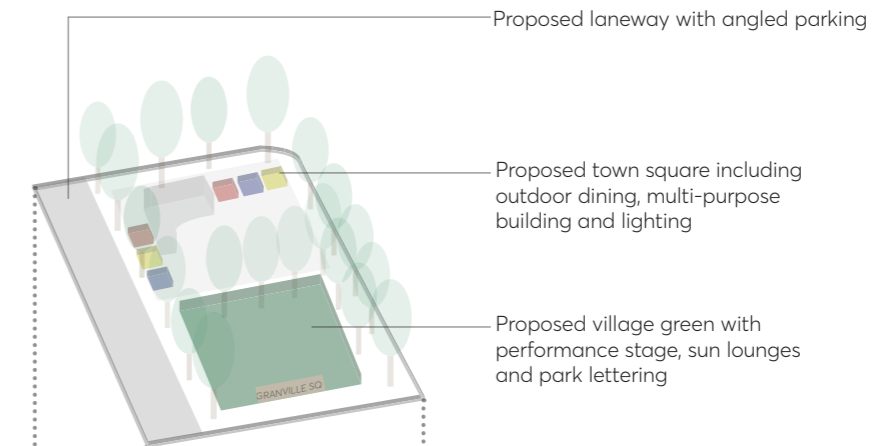 Proposed laneway with angled parking
Proposed town square including
outdoor dining, multi-purpose
building and lighting
Proposed village green with
performance stage, sun lounges
and park lettering
GRANVILLE SQ